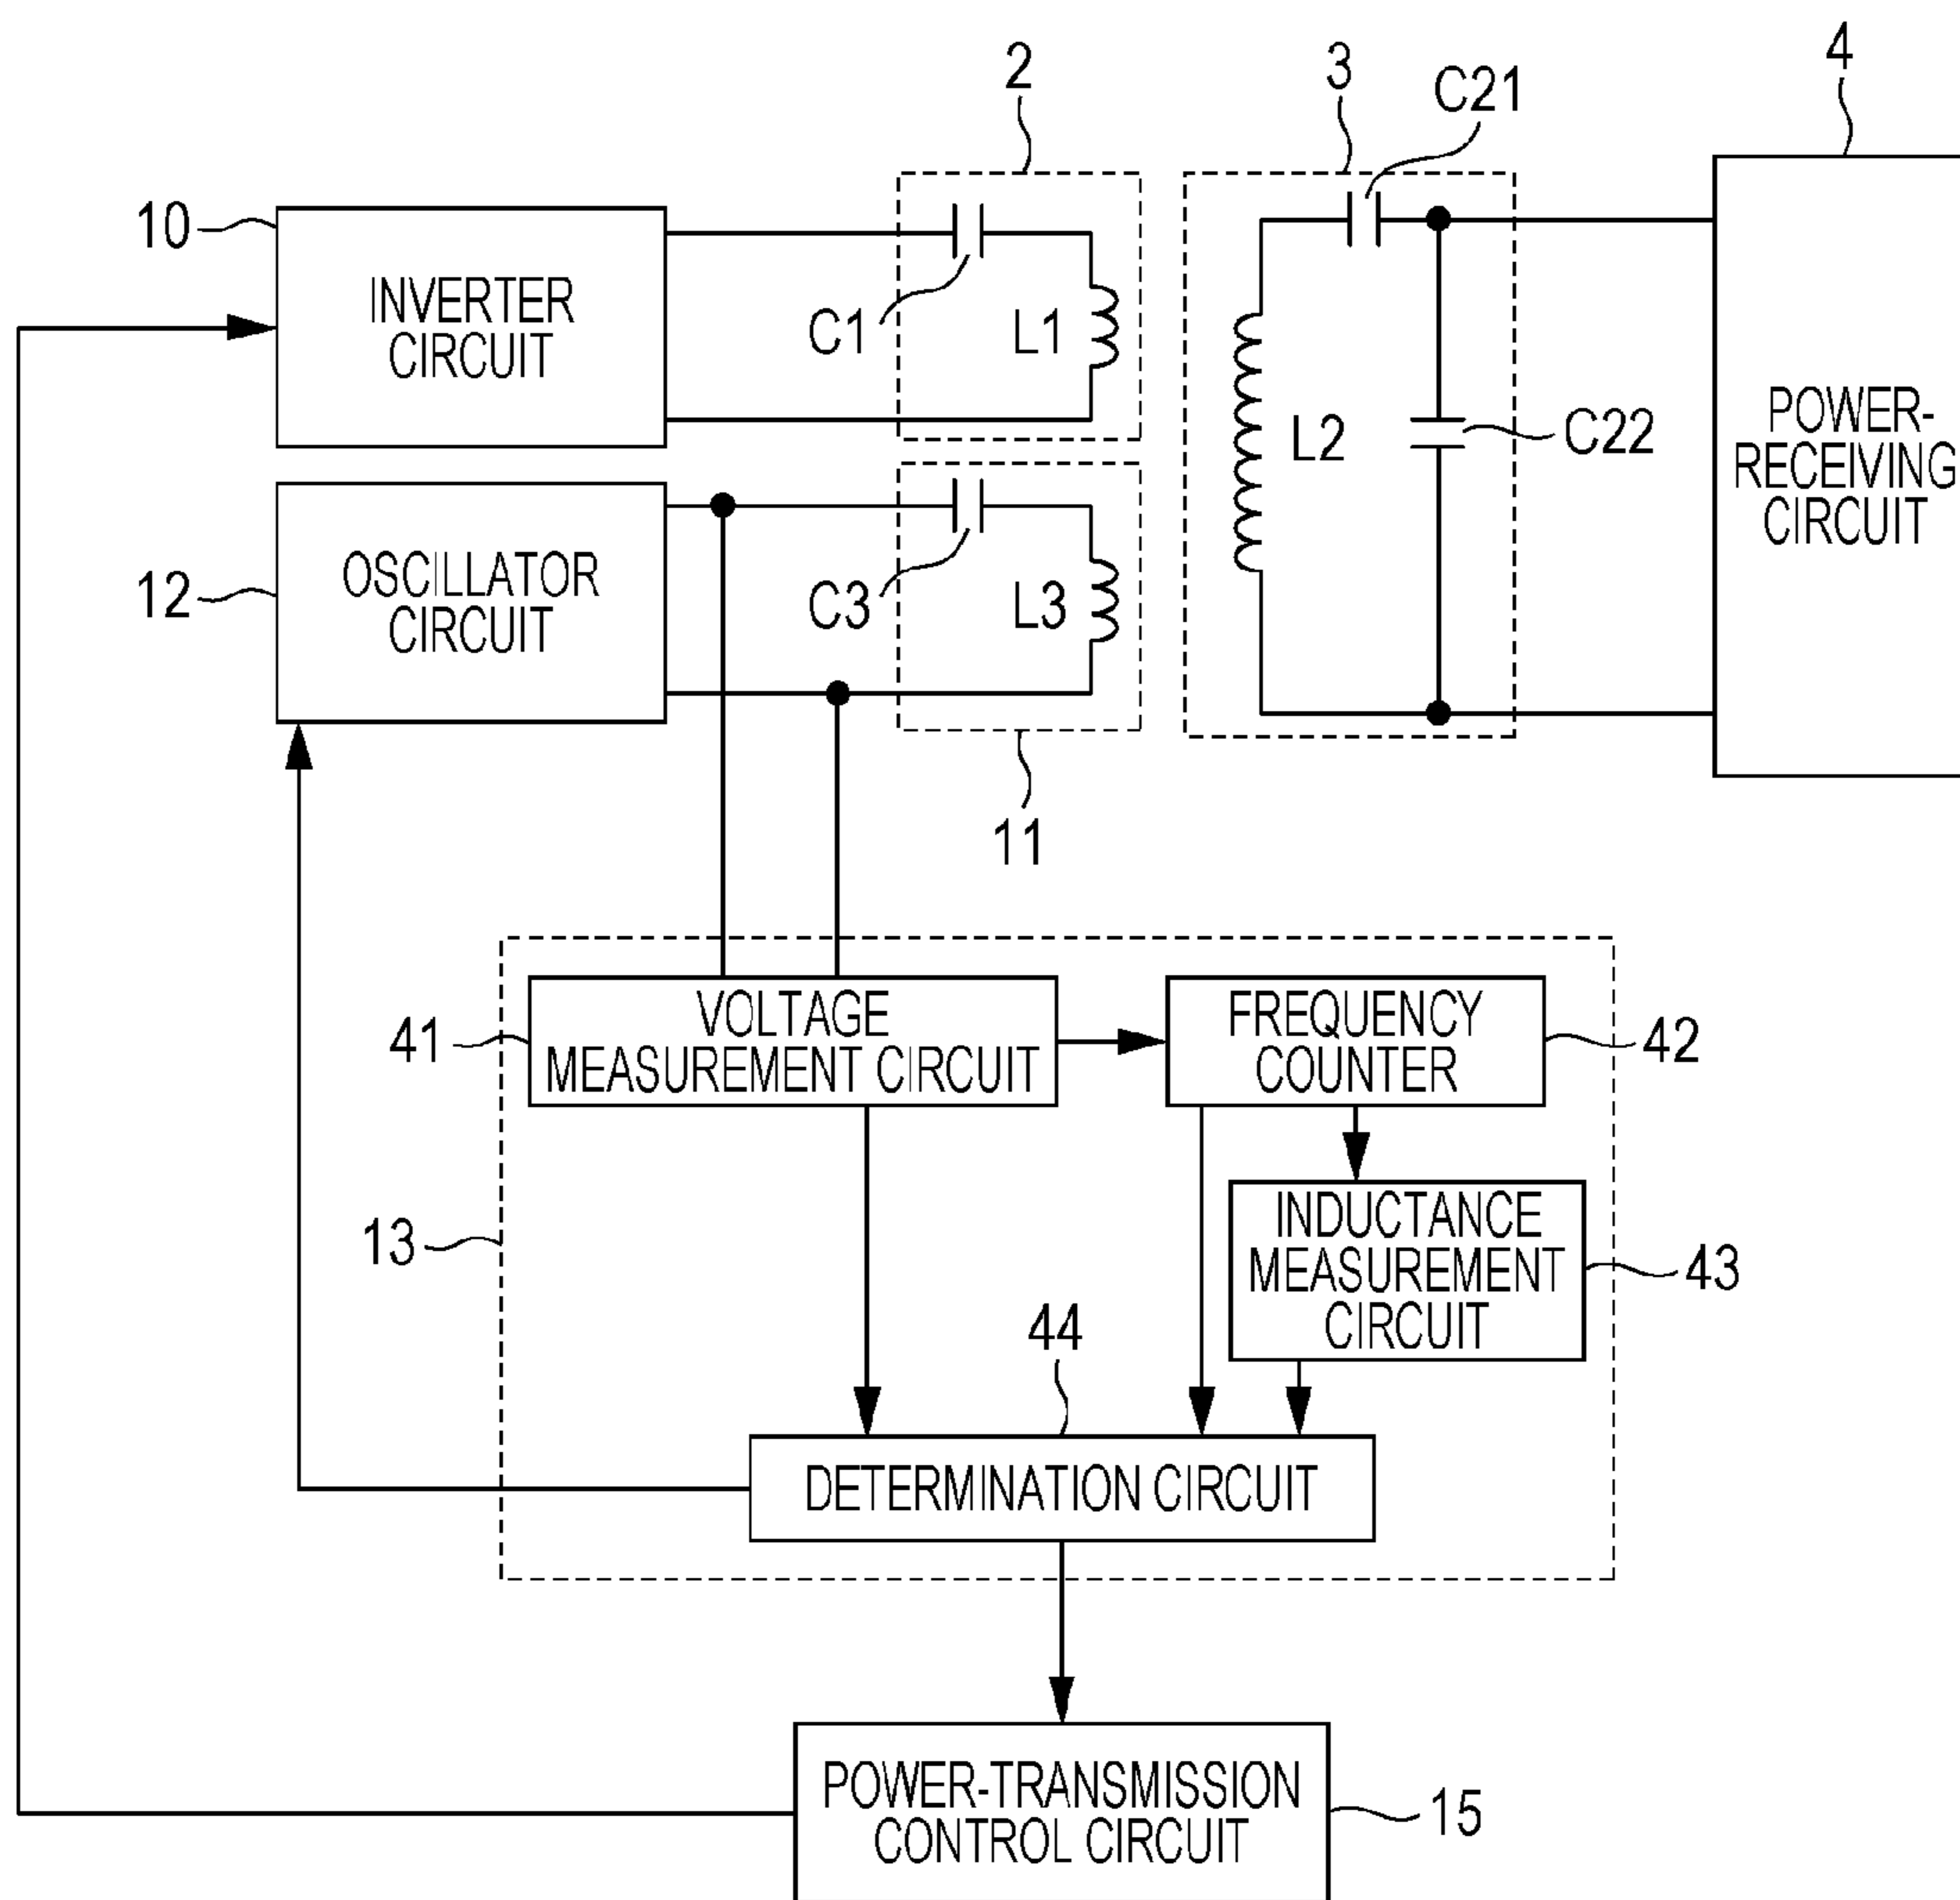 2
3
C21
4
10
INVERTER
CIRCUIT
C1
L1
L2
C22
POWER-
RECEIVING
CIRCUIT
12
OSCILLATOR
CIRCUIT
C3
L3
11
41
VOLTAGE
MEASUREMENT CIRCUIT
FREQUENCY
COUNTER
42
13
INDUCTANCE
MEASUREMENT
CIRCUIT
43
44
DETERMINATION CIRCUIT
POWER-TRANSMISSION
CONTROL CIRCUIT
15